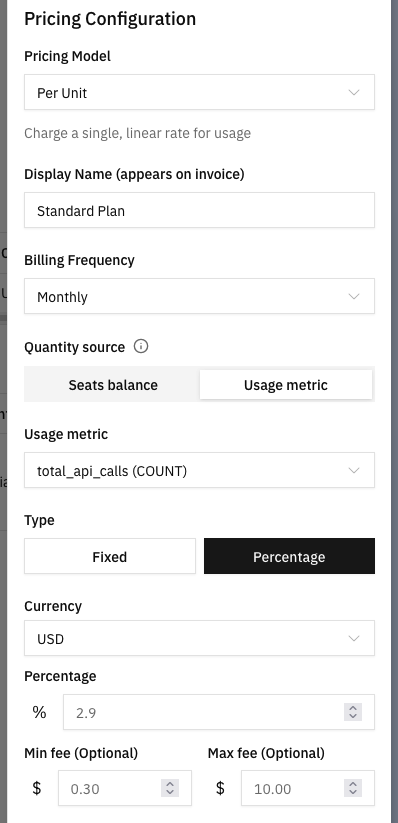 Pricing Configuration
Pricing Model
Per Unit
Charge a single, linear rate for usage
Display Name (appears on invoice)
Standard Plan
Billing Frequency
Monthly
Quantity source
Seats balance Usage metric
Usage metric
total_api_calls (COUNT)
Type
Fixed Percentage
Currency
USD
Percentage
% 2.9
Min fee (Optional) Max fee (Optional)
$ 0.30 $ 10.00